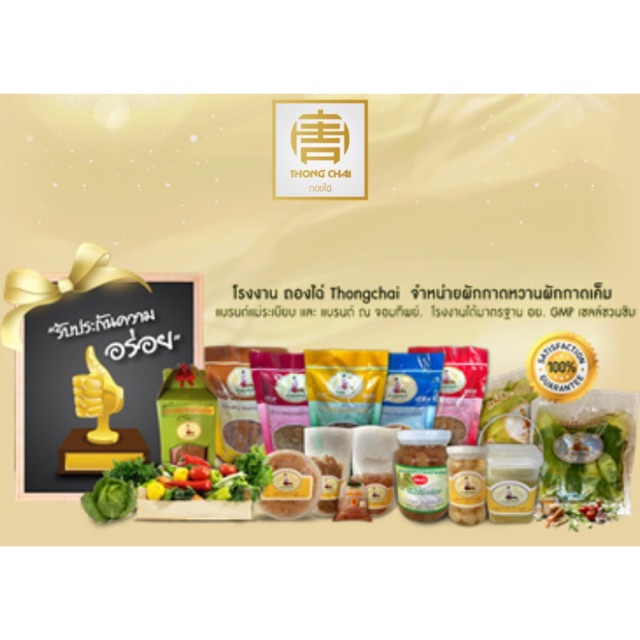 THONG CHAI
ถองไฉ่
โรงงาน ถองไฉ่ Thongchai จำหน่ายผักกาดหวานผักกาดเค็ม
แบรนด์แม่ระเบียบ และ แบรนด์ ณ จอมทิพย์, โรงงานได้มาตรฐาน อย. GMP เชลล์ชวนชิม
"รับประกันความ
อร่อย"
SATISFACTION
100%
GUARANTEE